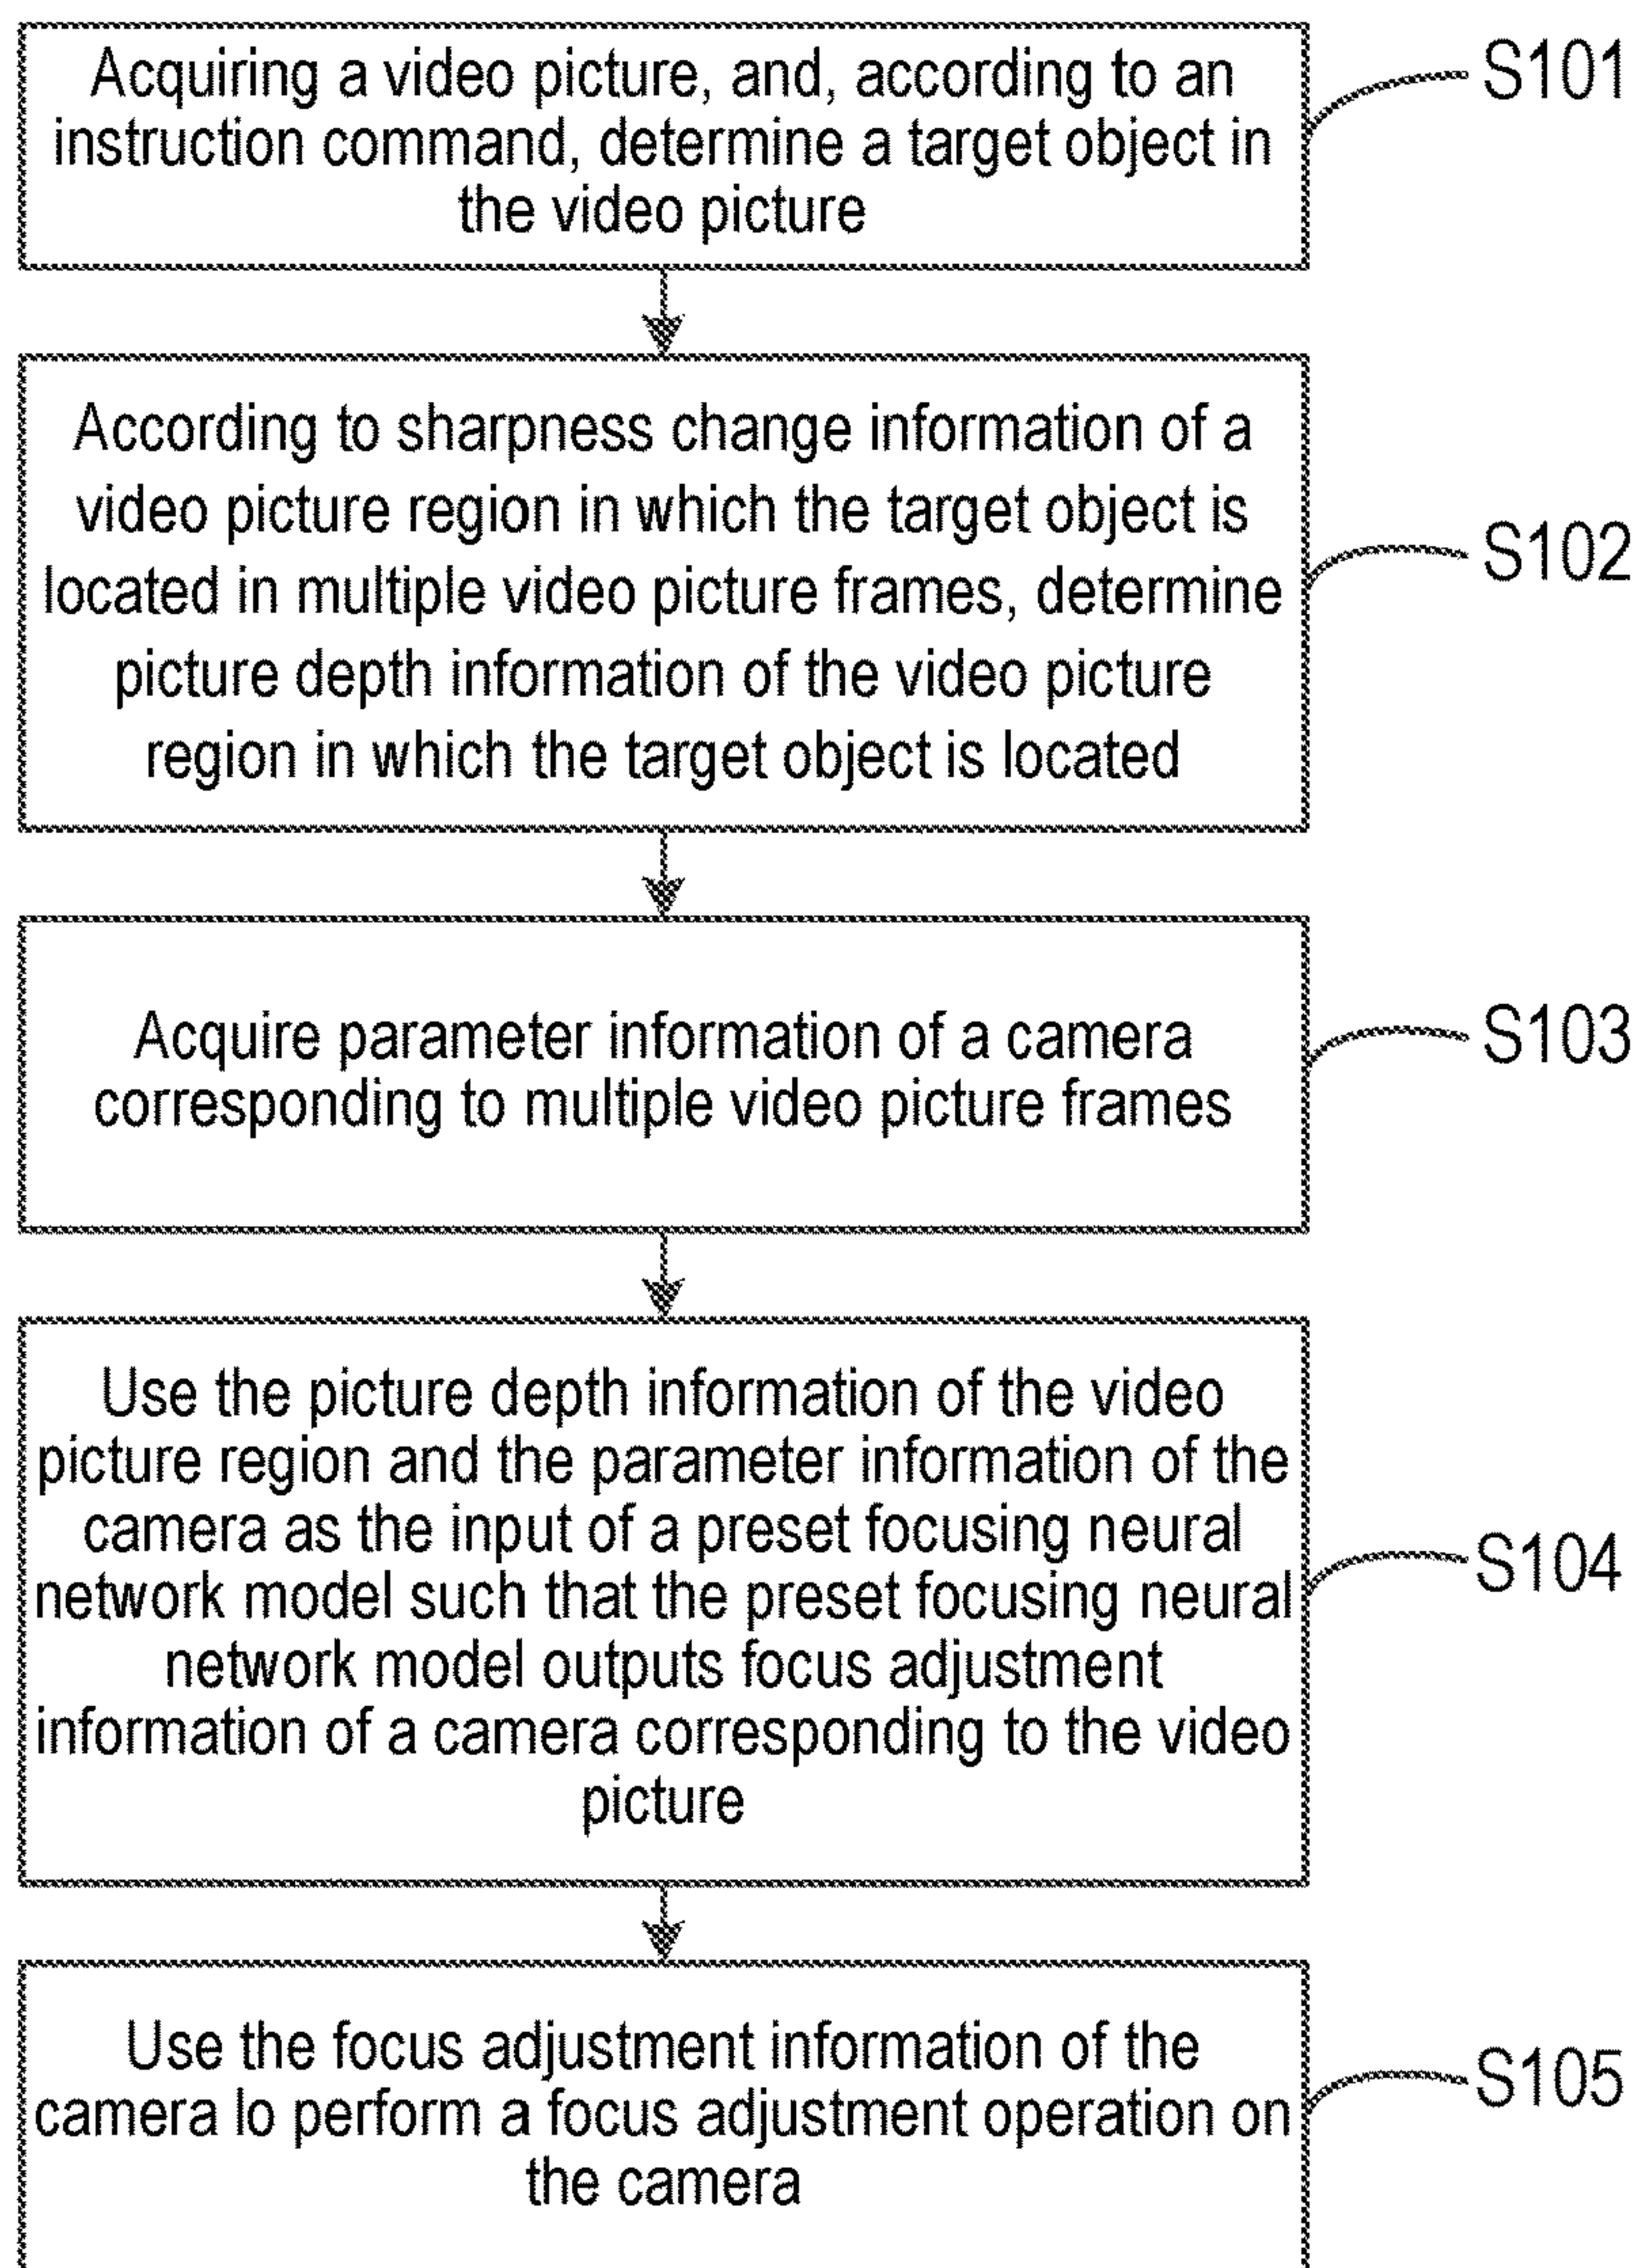 Acquiring a video picture, and, according to an
instruction command, determine a target object in
the video picture
S101
According to sharpness change information of a
video picture region in which the target object is
located in multiple video picture frames, determine
picture depth information of the video picture
region in which the target object is located
S102
Acquire parameter information of a camera
corresponding to multiple video picture frames
S103
Use the picture depth information of the video
picture region and the parameter information of the
camera as the input of a preset focusing neural
network model such that the preset focusing neural
network model outputs focus adjustment
information of a camera corresponding to the video
picture
S104
Use the focus adjustment information of the
camera lo perform a focus adjustment operation on
the camera
S105